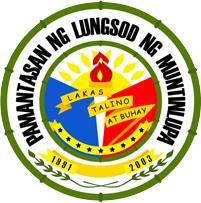 PAMANTASAN NG LUNGSOD NG MUNTINLUPA
LAKAS
TALINO
AT BUHAY
1991 2003